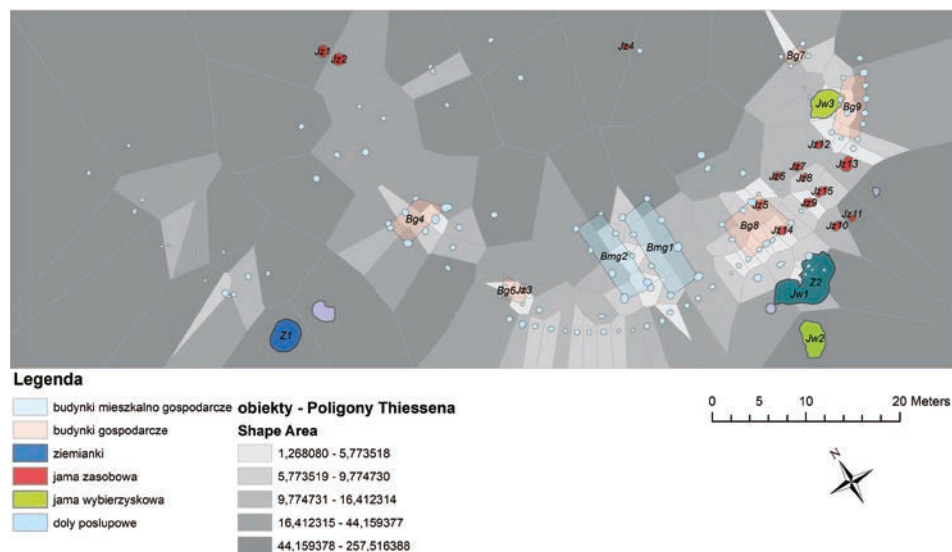 Jz1
Jz2
Jz4
Bg7
Jw3
Bg9
Jz12
Jz13
Jz7
Jz6
Jz8
Jz15
Jz5
Jz9
Jz11
Jz10
Bg4
Bg8
Jz14
Bmg1
Bmg2
Z2
Jw1
Bg6Jz3
Z1
Jw2
Legenda
budynki mieszkalno gospodarcze
budynki gospodarcze
ziemianki
jama zasobowa
jama wybierzyskowa
doly poslupowe
obiekty - Poligony Thiessena
Shape Area
1,268080 - 5,773518
5,773519 - 9,774730
9,774731 - 16,412314
16,412315 - 44,159377
44,159378 - 257,516388
0 5 10 20 Meters
N